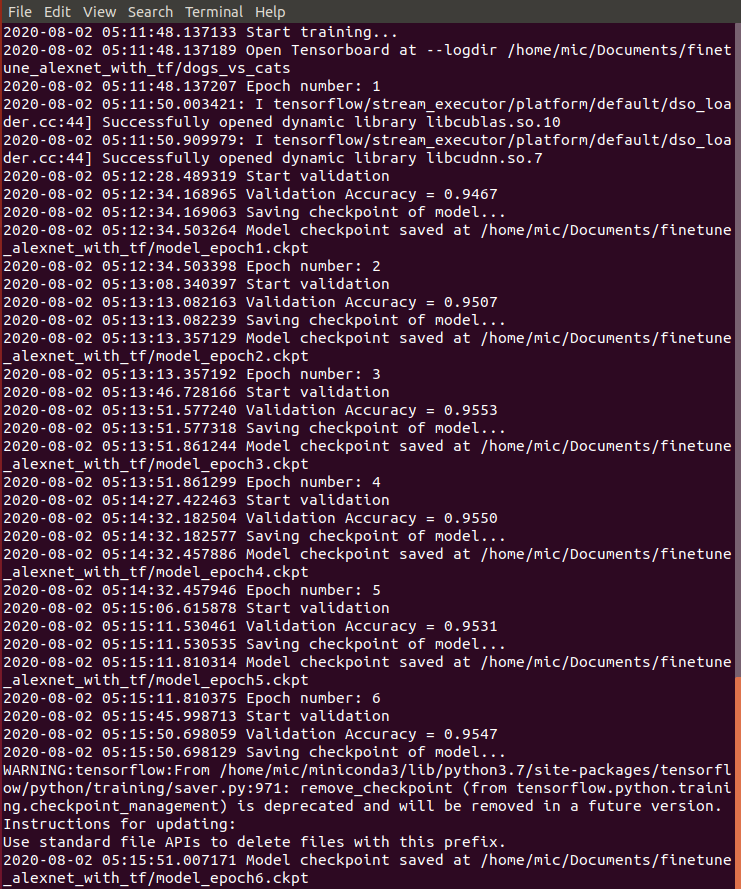 File Edit View Search Terminal Help
2020-08-02 05:11:48.137133 Start training...
2020-08-02 05:11:48.137189 Open Tensorboard at --logdir /home/mic/Documents/finet
une_alexnet_with_tf/dogs_vs_cats
2020-08-02 05:11:48.137207 Epoch number: 1
2020-08-02 05:11:50.003421: I tensorflow/stream_executor/platform/default/dso_loa
der.cc:44] Successfully opened dynamic library libcublas.so.10
2020-08-02 05:11:50.909979: I tensorflow/stream_executor/platform/default/dso_loa
der.cc:44] Successfully opened dynamic library libcudnn.so.7
2020-08-02 05:12:28.489319 Start validation
2020-08-02 05:12:34.168965 Validation Accuracy = 0.9467
2020-08-02 05:12:34.169063 Saving checkpoint of model...
2020-08-02 05:12:34.503264 Model checkpoint saved at /home/mic/Documents/finetune
_alexnet_with_tf/model_epoch1.ckpt
2020-08-02 05:12:34.503398 Epoch number: 2
2020-08-02 05:13:08.340397 Start validation
2020-08-02 05:13:13.082163 Validation Accuracy = 0.9507
2020-08-02 05:13:13.082239 Saving checkpoint of model...
2020-08-02 05:13:13.357129 Model checkpoint saved at /home/mic/Documents/finetune
_alexnet_with_tf/model_epoch2.ckpt
2020-08-02 05:13:13.357192 Epoch number: 3
2020-08-02 05:13:46.728166 Start validation
2020-08-02 05:13:51.577240 Validation Accuracy = 0.9553
2020-08-02 05:13:51.577318 Saving checkpoint of model...
2020-08-02 05:13:51.861244 Model checkpoint saved at /home/mic/Documents/finetune
_alexnet_with_tf/model_epoch3.ckpt
2020-08-02 05:13:51.861299 Epoch number: 4
2020-08-02 05:14:27.422463 Start validation
2020-08-02 05:14:32.182504 Validation Accuracy = 0.9550
2020-08-02 05:14:32.182577 Saving checkpoint of model...
2020-08-02 05:14:32.457886 Model checkpoint saved at /home/mic/Documents/finetune
_alexnet_with_tf/model_epoch4.ckpt
2020-08-02 05:14:32.457946 Epoch number: 5
2020-08-02 05:15:06.615878 Start validation
2020-08-02 05:15:11.530461 Validation Accuracy = 0.9531
2020-08-02 05:15:11.530535 Saving checkpoint of model...
2020-08-02 05:15:11.810314 Model checkpoint saved at /home/mic/Documents/finetune
_alexnet_with_tf/model_epoch5.ckpt
2020-08-02 05:15:11.810375 Epoch number: 6
2020-08-02 05:15:45.998713 Start validation
2020-08-02 05:15:50.698059 Validation Accuracy = 0.9547
2020-08-02 05:15:50.698129 Saving checkpoint of model...
WARNING:tensorflow:From /home/mic/miniconda3/lib/python3.7/site-packages/tensorfl
ow/python/training/saver.py:971: remove_checkpoint (from tensorflow.python.traini
ng.checkpoint_management) is deprecated and will be removed in a future version.
Instructions for updating:
Use standard file APIs to delete files with this prefix.
2020-08-02 05:15:51.007171 Model checkpoint saved at /home/mic/Documents/finetune
_alexnet_with_tf/model_epoch6.ckpt